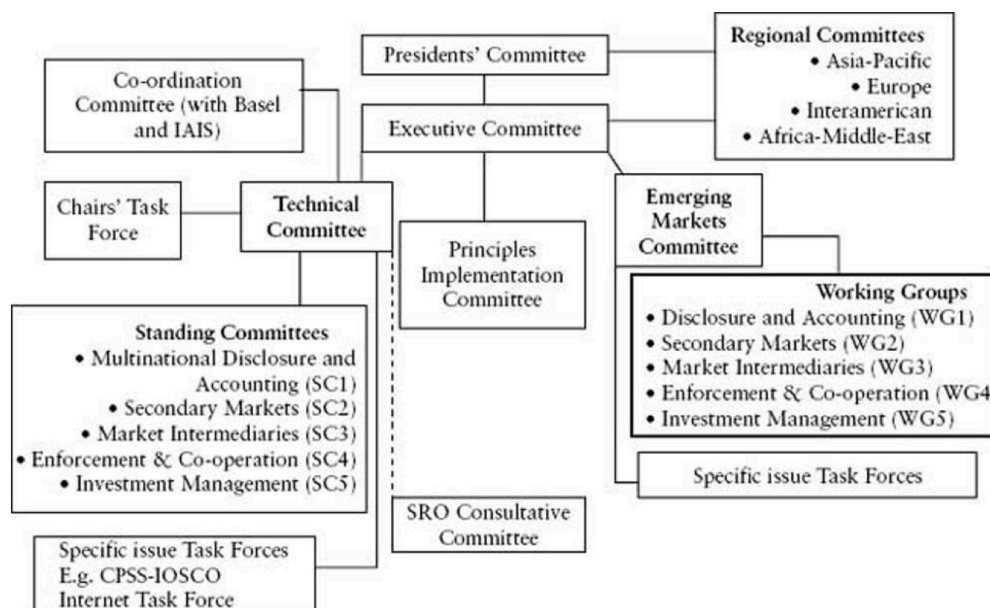 Presidents' Committee
Regional Committees
• Asia-Pacific
• Europe
• Interamerican
• Africa-Middle-East
Co-ordination
Committee (with Basel
and IAIS)
Executive Committee
Chairs' Task
Force
Technical
Committee
Principles
Implementation
Committee
Emerging
Markets
Committee
Standing Committees
• Multinational Disclosure and
Accounting (SC1)
• Secondary Markets (SC2)
• Market Intermediaries (SC3)
• Enforcement & Co-operation (SC4)
• Investment Management (SC5)
Working Groups
• Disclosure and Accounting (WG1)
• Secondary Markets (WG2)
• Market Intermediaries (WG3)
• Enforcement & Co-operation (WG4
• Investment Management (WG5)
Specific issue Task Forces
SRO Consultative
Committee
Specific issue Task Forces
E.g. CPSS-IOSCO
Internet Task Force